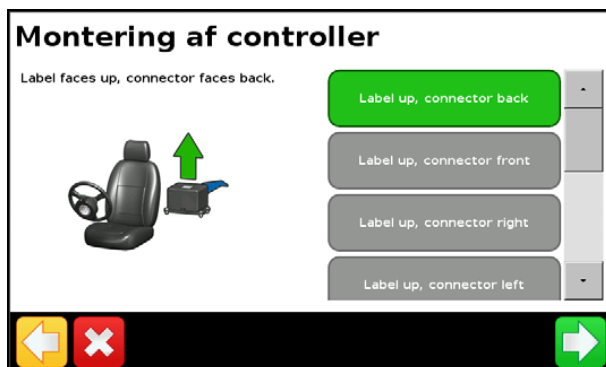 Montering af controller
Label faces up, connector faces back.
Label up, connector back
Label up, connector front
Label up, connector right
Label up, connector left